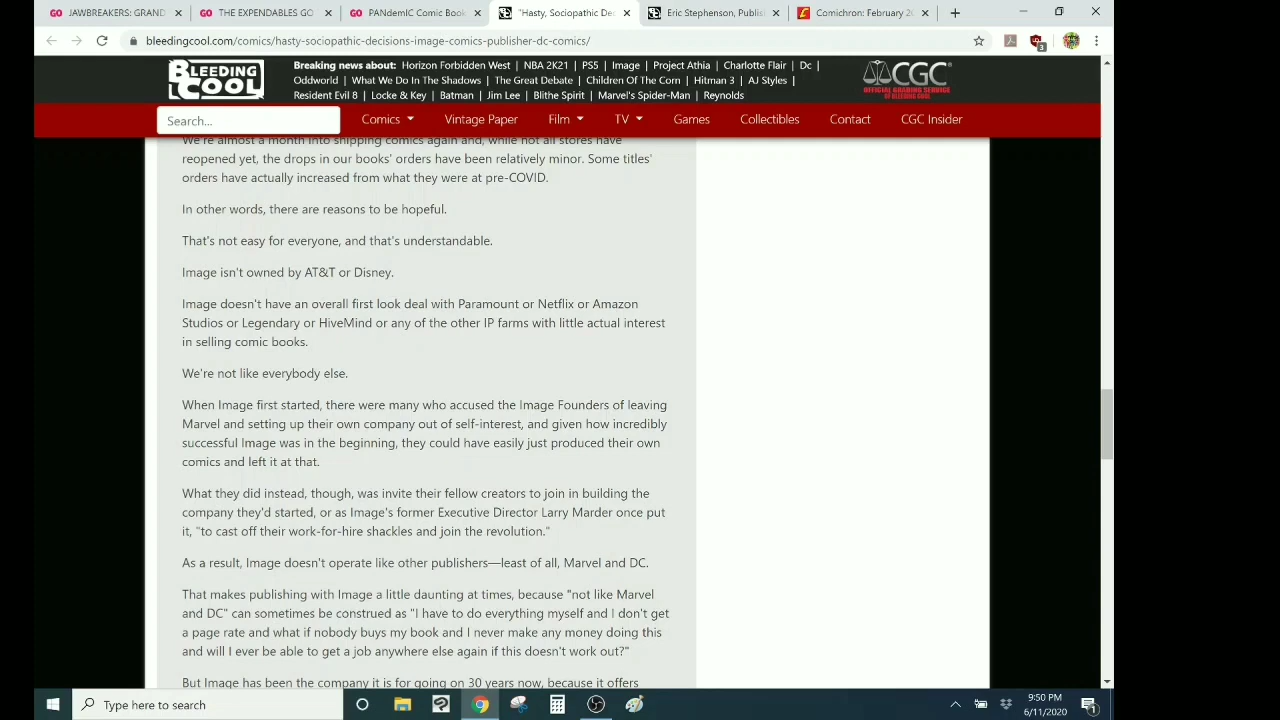 JAWBREAKERS: GRAND
THE EXPENDABLES GO
PANdemIC Comic Book
"Hasty, Sociopathic De
Eric Stephenson, Publis
Comichron: February 20
bleedingcool.com/comics/hasty-sociopathic-decisions-image-comics-publisher-dc-comics/
3
BLEEDING COOL
Breaking news about: Horizon Forbidden West | NBA 2K21 | PS5 | Image | Project Athia | Charlotte Flair | Dc |
Oddworld | What We Do In The Shadows | The Great Debate | Children Of The Corn | Hitman 3 | AJ Styles |
Resident Evil 8 | Locke & Key | Batman | Jim Lee | Blithe Spirit | Marvel's Spider-Man | Reynolds
CGC
OFFICIAL GRADING SERVICE
OF BLEEDING COOL
Search...
Comics
Vintage Paper
Film
TV
Games
Collectibles
Contact
CGC Insider
We're almost a month into shipping comics again and, while not all stores have
reopened yet, the drops in our books' orders have been relatively minor. Some titles'
orders have actually increased from what they were at pre-COVID.
In other words, there are reasons to be hopeful.
That's not easy for everyone, and that's understandable.
Image isn't owned by AT&T or Disney.
Image doesn't have an overall first look deal with Paramount or Netflix or Amazon
Studios or Legendary or HiveMind or any of the other IP farms with little actual interest
in selling comic books.
We're not like everybody else.
When Image first started, there were many who accused the Image Founders of leaving
Marvel and setting up their own company out of self-interest, and given how incredibly
successful Image was in the beginning, they could have easily just produced their own
comics and left it at that.
What they did instead, though, was invite their fellow creators to join in building the
company they'd started, or as Image's former Executive Director Larry Marder once put
it, "to cast off their work-for-hire shackles and join the revolution."
As a result, Image doesn't operate like other publishers—least of all, Marvel and DC.
That makes publishing with Image a little daunting at times, because "not like Marvel
and DC" can sometimes be construed as "I have to do everything myself and I don't get
a page rate and what if nobody buys my book and I never make any money doing this
and will I ever be able to get a job anywhere else again if this doesn't work out?"
But Image has been the company it is for going on 30 years now, because it offers
Type here to search
9:50 PM
6/11/2020
1